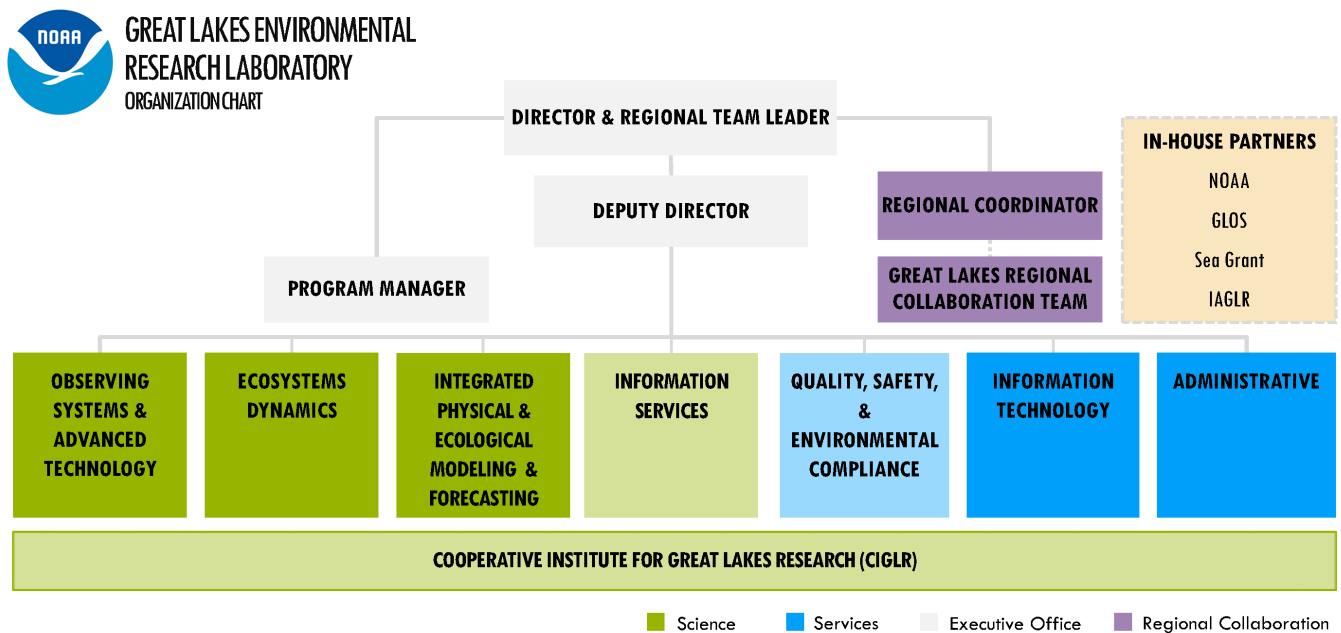 NOAA
GREAT LAKES ENVIRONMENTAL
RESEARCH LABORATORY
ORGANIZATION CHART
DIRECTOR & REGIONAL TEAM LEADER
DEPUTY DIRECTOR
PROGRAM MANAGER
REGIONAL COORDINATOR
GREAT LAKES REGIONAL
COLLABORATION TEAM
IN-HOUSE PARTNERS
NOAA
GLOS
Sea Grant
IAGLR
OBSERVING
SYSTEMS &
ADVANCED
TECHNOLOGY
ECOSYSTEMS
DYNAMICS
INTEGRATED
PHYSICAL &
ECOLOGICAL
MODELING &
FORECASTING
INFORMATION
SERVICES
QUALITY, SAFETY,
&
ENVIRONMENTAL
COMPLIANCE
INFORMATION
TECHNOLOGY
ADMINISTRATIVE
COOPERATIVE INSTITUTE FOR GREAT LAKES RESEARCH (CIGLR)
Science
Services
Executive Office
Regional Collaboration